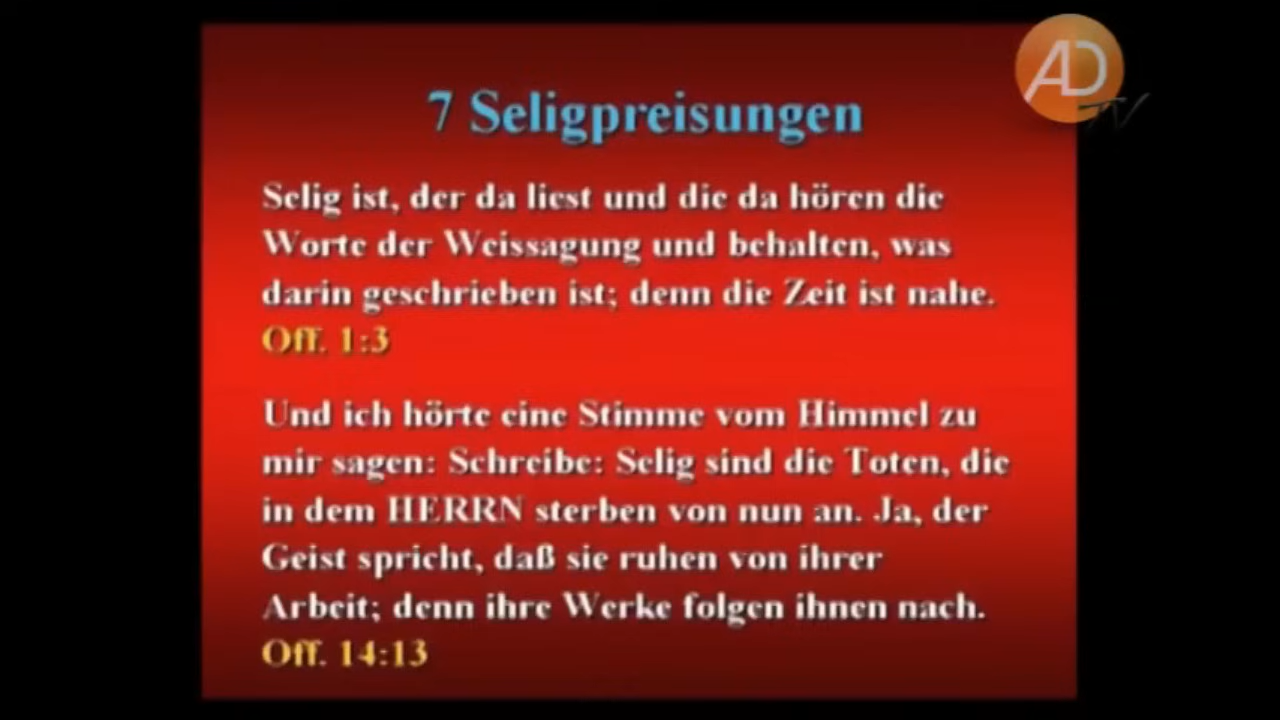 AD
TV
7 Seligpreisungen
Selig ist, der da liest und die da hören die
Worte der Weissagung und behalten, was
darin geschrieben ist; denn die Zeit ist nahe.
Off. 1:3
Und ich hörte eine Stimme vom Himmel zu
mir sagen: Schreibe: Selig sind die Toten, die
in dem HERRN sterben von nun an. Ja, der
Geist spricht, daß sie ruhen von ihrer
Arbeit; denn ihre Werke folgen ihnen nach.
Off. 14:13